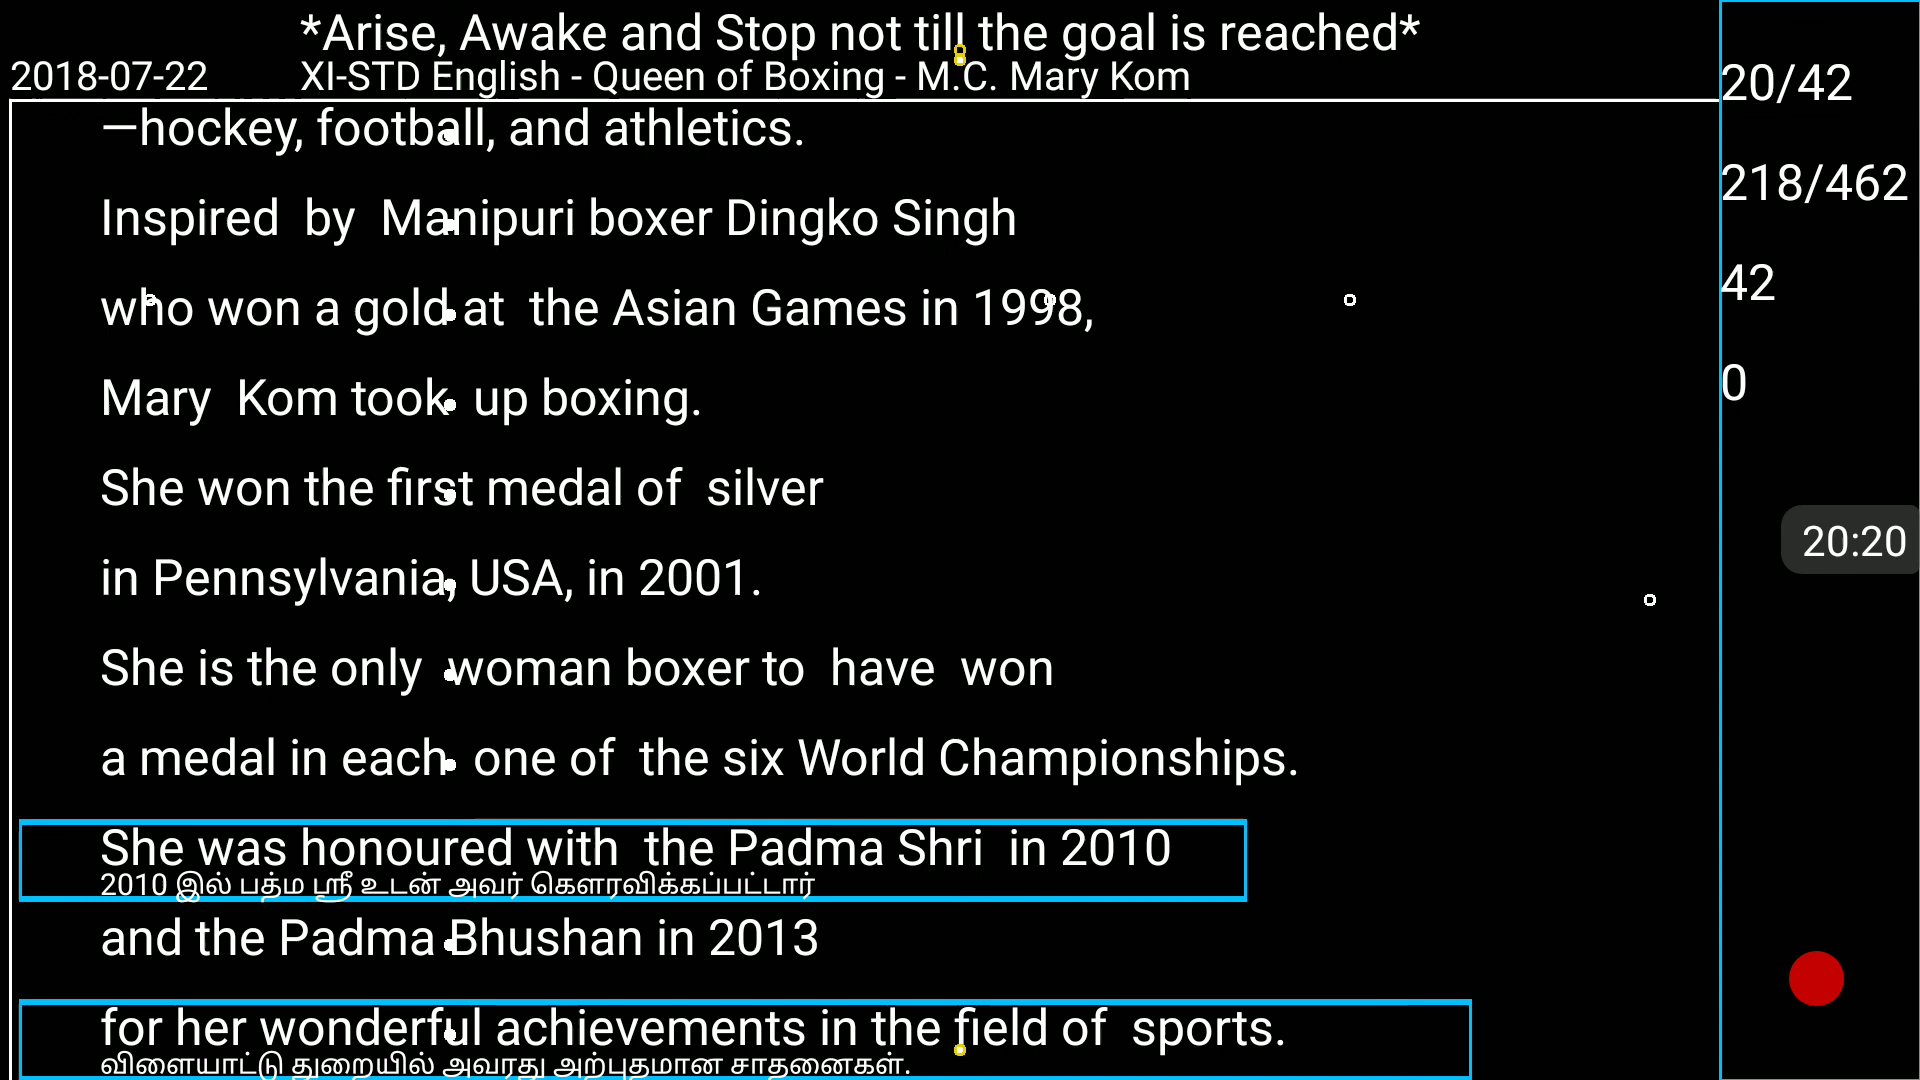 *Arise, Awake and Stop not till the goal is reached*
2018-07-22 XI-STD English - Queen of Boxing - M.C. Mary Kom
20/42
—hockey, football, and athletics.
218/462
Inspired by Manipuri boxer Dingko Singh
42
who won a gold at the Asian Games in 1998,
0
Mary Kom took up boxing.
She won the first medal of silver
20:20
in Pennsylvania, USA, in 2001.
She is the only woman boxer to have won
a medal in each one of the six World Championships.
She was honoured with the Padma Shri in 2010
2010 இல் பத்ம ஸ்ரீ உடன் அவர் கௌரவிக்கப்பட்டார்
and the Padma Bhushan in 2013
for her wonderful achievements in the field of sports.
விளையாட்டு துறையில் அவரது அற்புதமான சாதனைகள்.